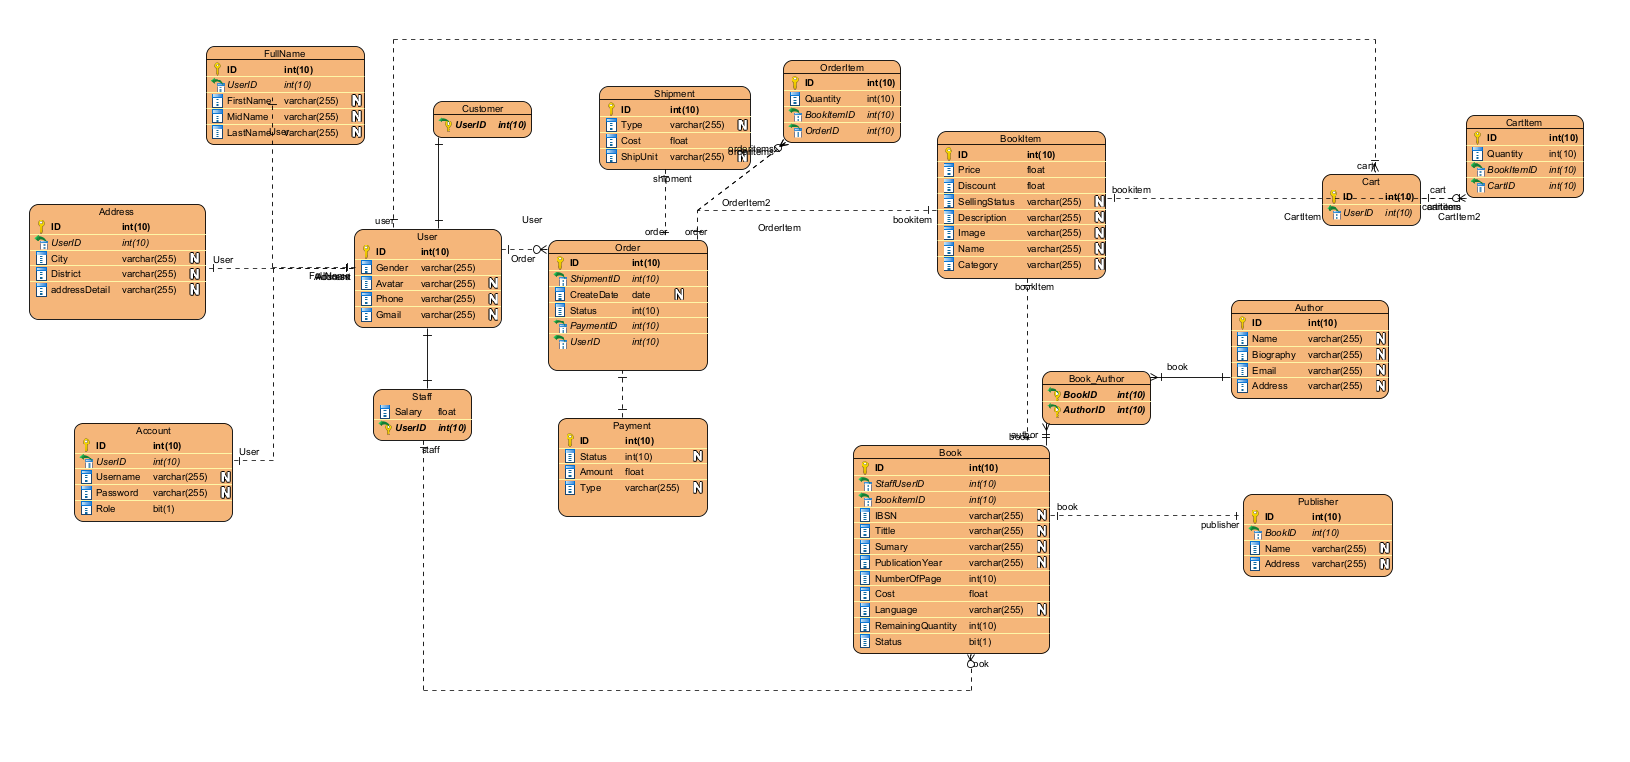 FullName
ID int(10)
UserID int(10)
FirstName varchar(255) N
MidName varchar(255) N
LastName varchar(255) N
User
Customer
UserID int(10)
Shipment
ID int(10)
Type varchar(255) N
Cost float
ShipUnit varchar(255) N
shipment
OrderItem
ID int(10)
Quantity int(10)
BookItemID int(10)
OrderID int(10)
orderitems
BookItem
ID int(10)
Price float
Discount float
SellingStatus varchar(255) N
Description varchar(255) N
Image varchar(255) N
Name varchar(255) N
Category varchar(255) N
bookitem
bookitem
bookItem
OrderItem2
OrderItem
CartItem
ID int(10)
Quantity int(10)
BookItemID int(10)
CartID int(10)
cart
Cart
ID int(10)
UserID int(10)
cart
cartitems
CartItem
CartItem2
Address
ID int(10)
UserID int(10)
City varchar(255) N
District varchar(255) N
addressDetail varchar(255) N
User
user
User
ID int(10)
Gender varchar(255)
Avatar varchar(255) N
Phone varchar(255) N
Gmail varchar(255) N
User
Order
order
order
Order
ID int(10)
ShipmentID int(10)
CreateDate date N
Status int(10)
PaymentID int(10)
UserID int(10)
Author
ID int(10)
Name varchar(255) N
Biography varchar(255) N
Email varchar(255) N
Address varchar(255) N
book
Book_Author
BookID int(10)
AuthorID int(10)
author
Staff
Salary float
UserID int(10)
staff
Payment
ID int(10)
Status int(10) N
Amount float
Type varchar(255) N
Account
ID int(10)
UserID int(10)
Username varchar(255) N
Password varchar(255) N
Role bit(1)
User
Book
ID int(10)
StaffUserID int(10)
BookItemID int(10)
IBSN varchar(255) N
Tittle varchar(255) N
Sumary varchar(255) N
PublicationYear varchar(255) N
NumberOfPage int(10)
Cost float
Language varchar(255) N
RemainingQuantity int(10)
Status bit(1)
book
publisher
Publisher
ID int(10)
BookID int(10)
Name varchar(255) N
Address varchar(255) N